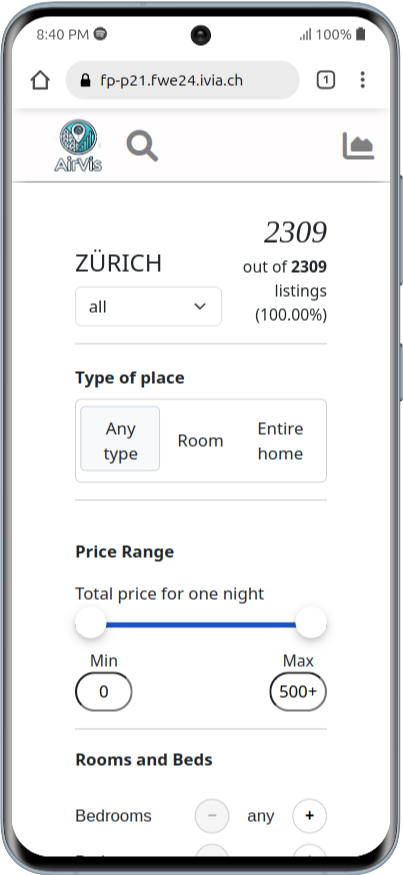 8:40 PM
100%
fp-p21.fwe24.ivia.ch
1
AirVis
2309
ZÜRICH
out of 2309
listings
(100.00%)
all
Type of place
Any
type
Room
Entire
home
Price Range
Total price for one night
Min
Max
0
500+
Rooms and Beds
Bedrooms
−
any
+